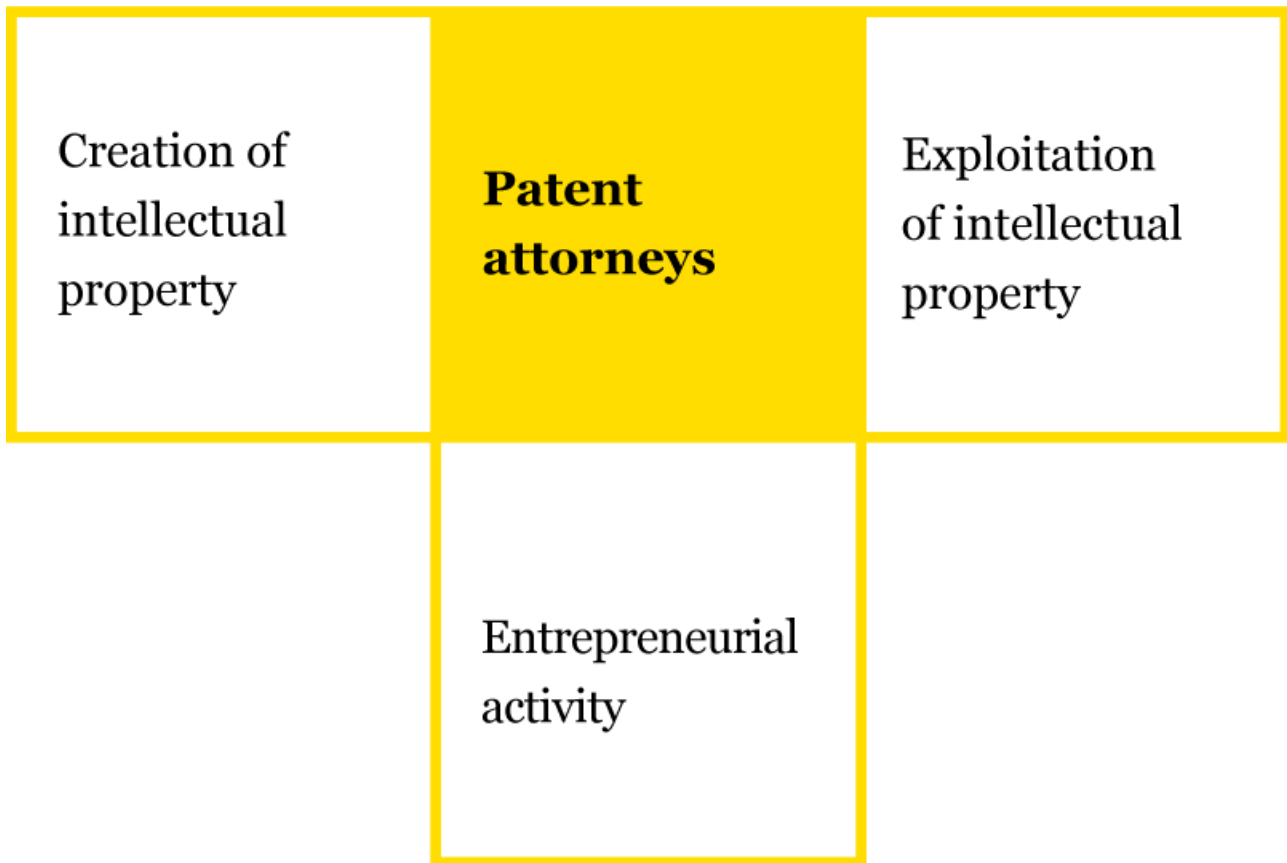 Creation of
intellectual
property
Patent
attorneys
Exploitation
of intellectual
property
Entrepreneurial
activity